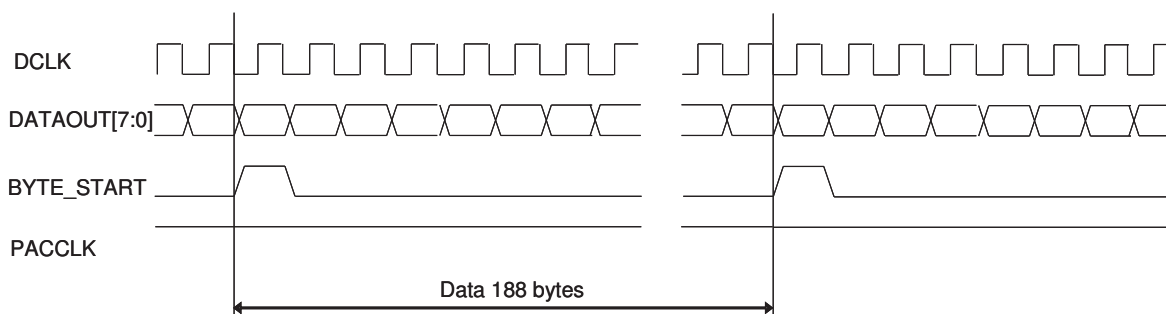 DCLK
DATAOUT[7:0]
BYTE_START
PACCLK
Data 188 bytes